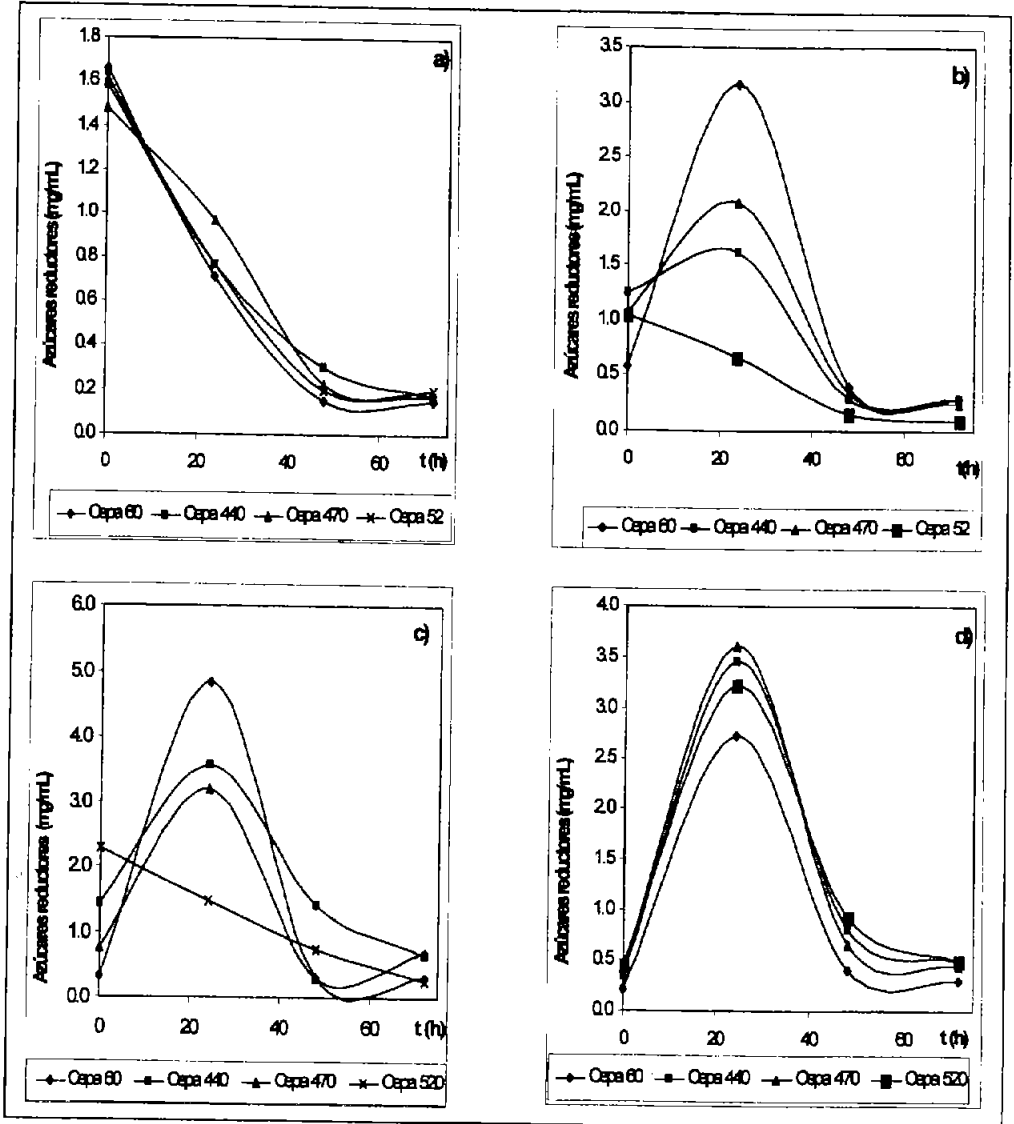 a)
Azúcares reductores (mg/mL)
1.8
1.6
1.4
1.2
1.0
0.8
0.6
0.4
0.2
0.0
0 20 40 60 t (h)
Cepa 60 Cepa 440 Cepa 470 Cepa 52
b)
Azúcares reductores (mg/mL)
3.5
3.0
2.5
2.0
1.5
1.0
0.5
0.0
0 20 40 60 t(h)
Cepa 60 Cepa 440 Cepa 470 Cepa 52
c)
Azúcares reductores (mg/mL)
6.0
5.0
4.0
3.0
2.0
1.0
0.0
0 20 40 60 t (h)
Cepa 60 Cepa 440 Cepa 470 Cepa 520
d)
Azúcares reductores (mg/mL)
4.0
3.5
3.0
2.5
2.0
1.5
1.0
0.5
0.0
0 20 40 60 t (h)
Cepa 60 Cepa 440 Cepa 470 Cepa 520